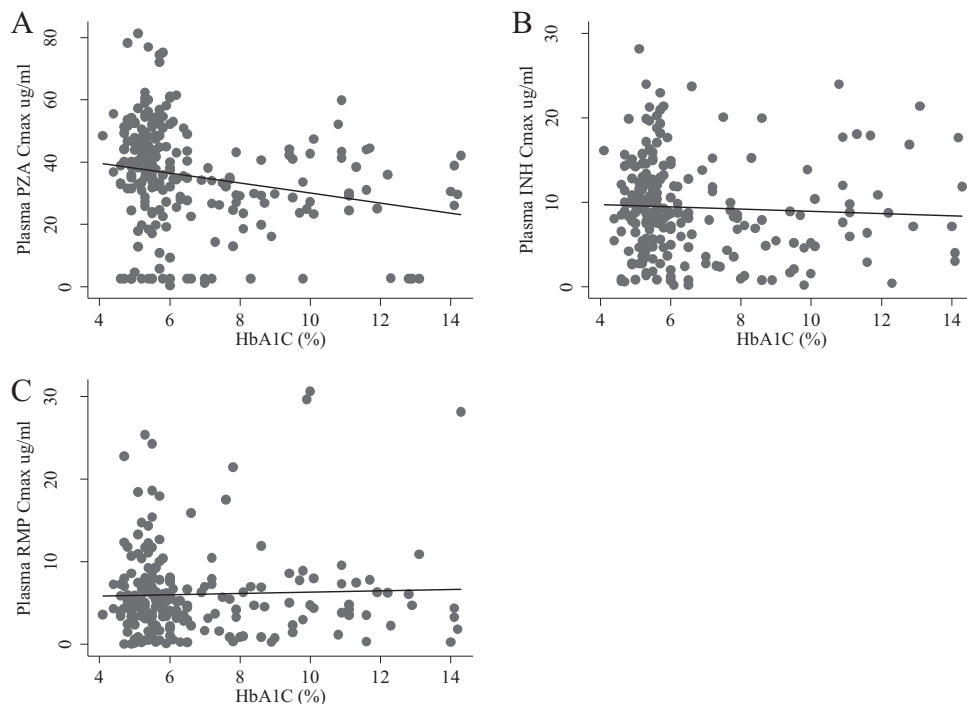 A
Plasma PZA Cmax ug/ml
80
60
40
20
0
4 6 8 10 12 14
HbA1C (%)
B
Plasma INH Cmax ug/ml
30
20
10
0
4 6 8 10 12 14
HbA1C (%)
C
Plasma RMP Cmax ug/ml
30
20
10
0
4 6 8 10 12 14
HbA1C (%)